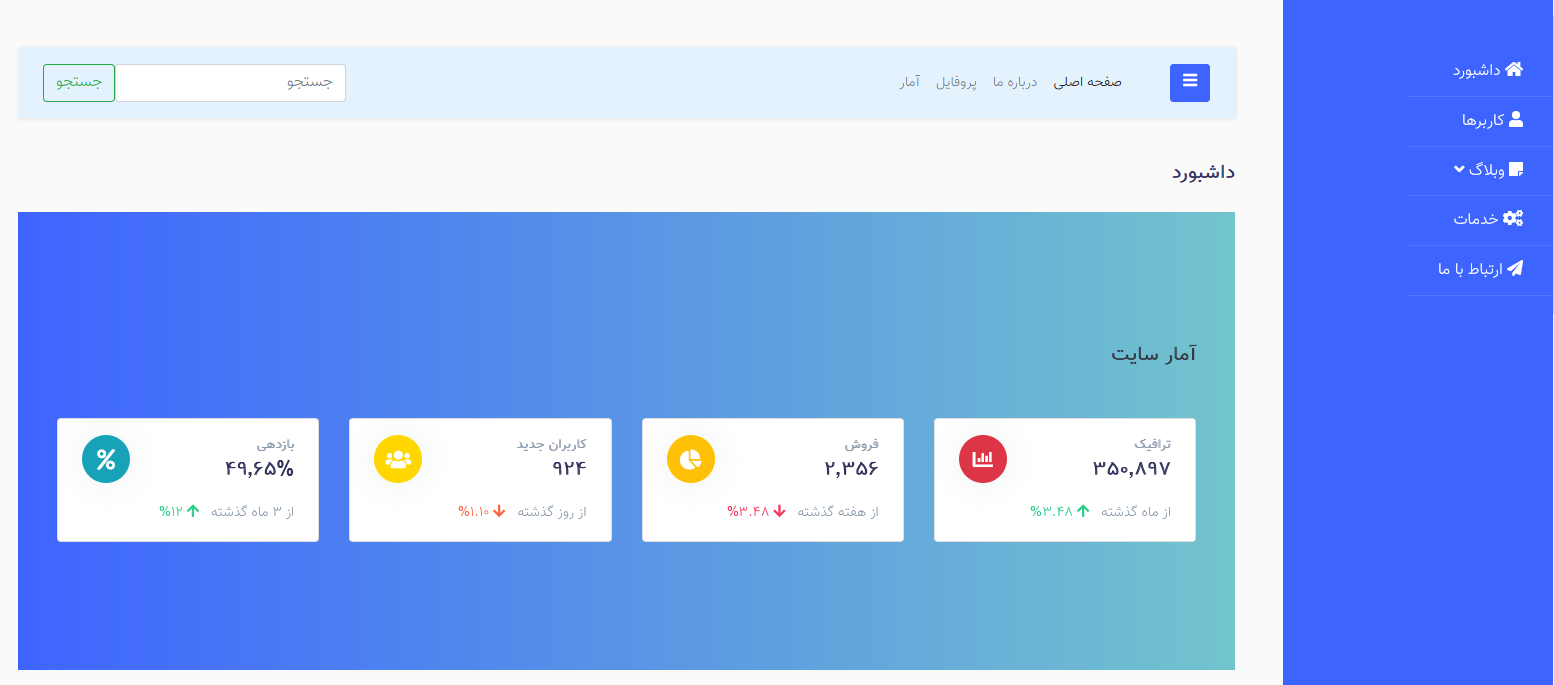 داشبورد
کاربرها
وبلاگ
خدمات
ارتباط با ما
صفحه اصلی درباره ما پروفایل آمار
جستجو جستجو
داشبورد
آمار سایت
ترافیک
۳۵۰,۸۹۷
از ماه گذشته %۳.۴۸
فروش
۲,۳۵۶
از هفته گذشته %۳.۴۸
کاربران جدید
۹۲۴
از روز گذشته %۱.۱۰
بازدهی
۴۹,۶۵%
از ۳ ماه گذشته %۱۲